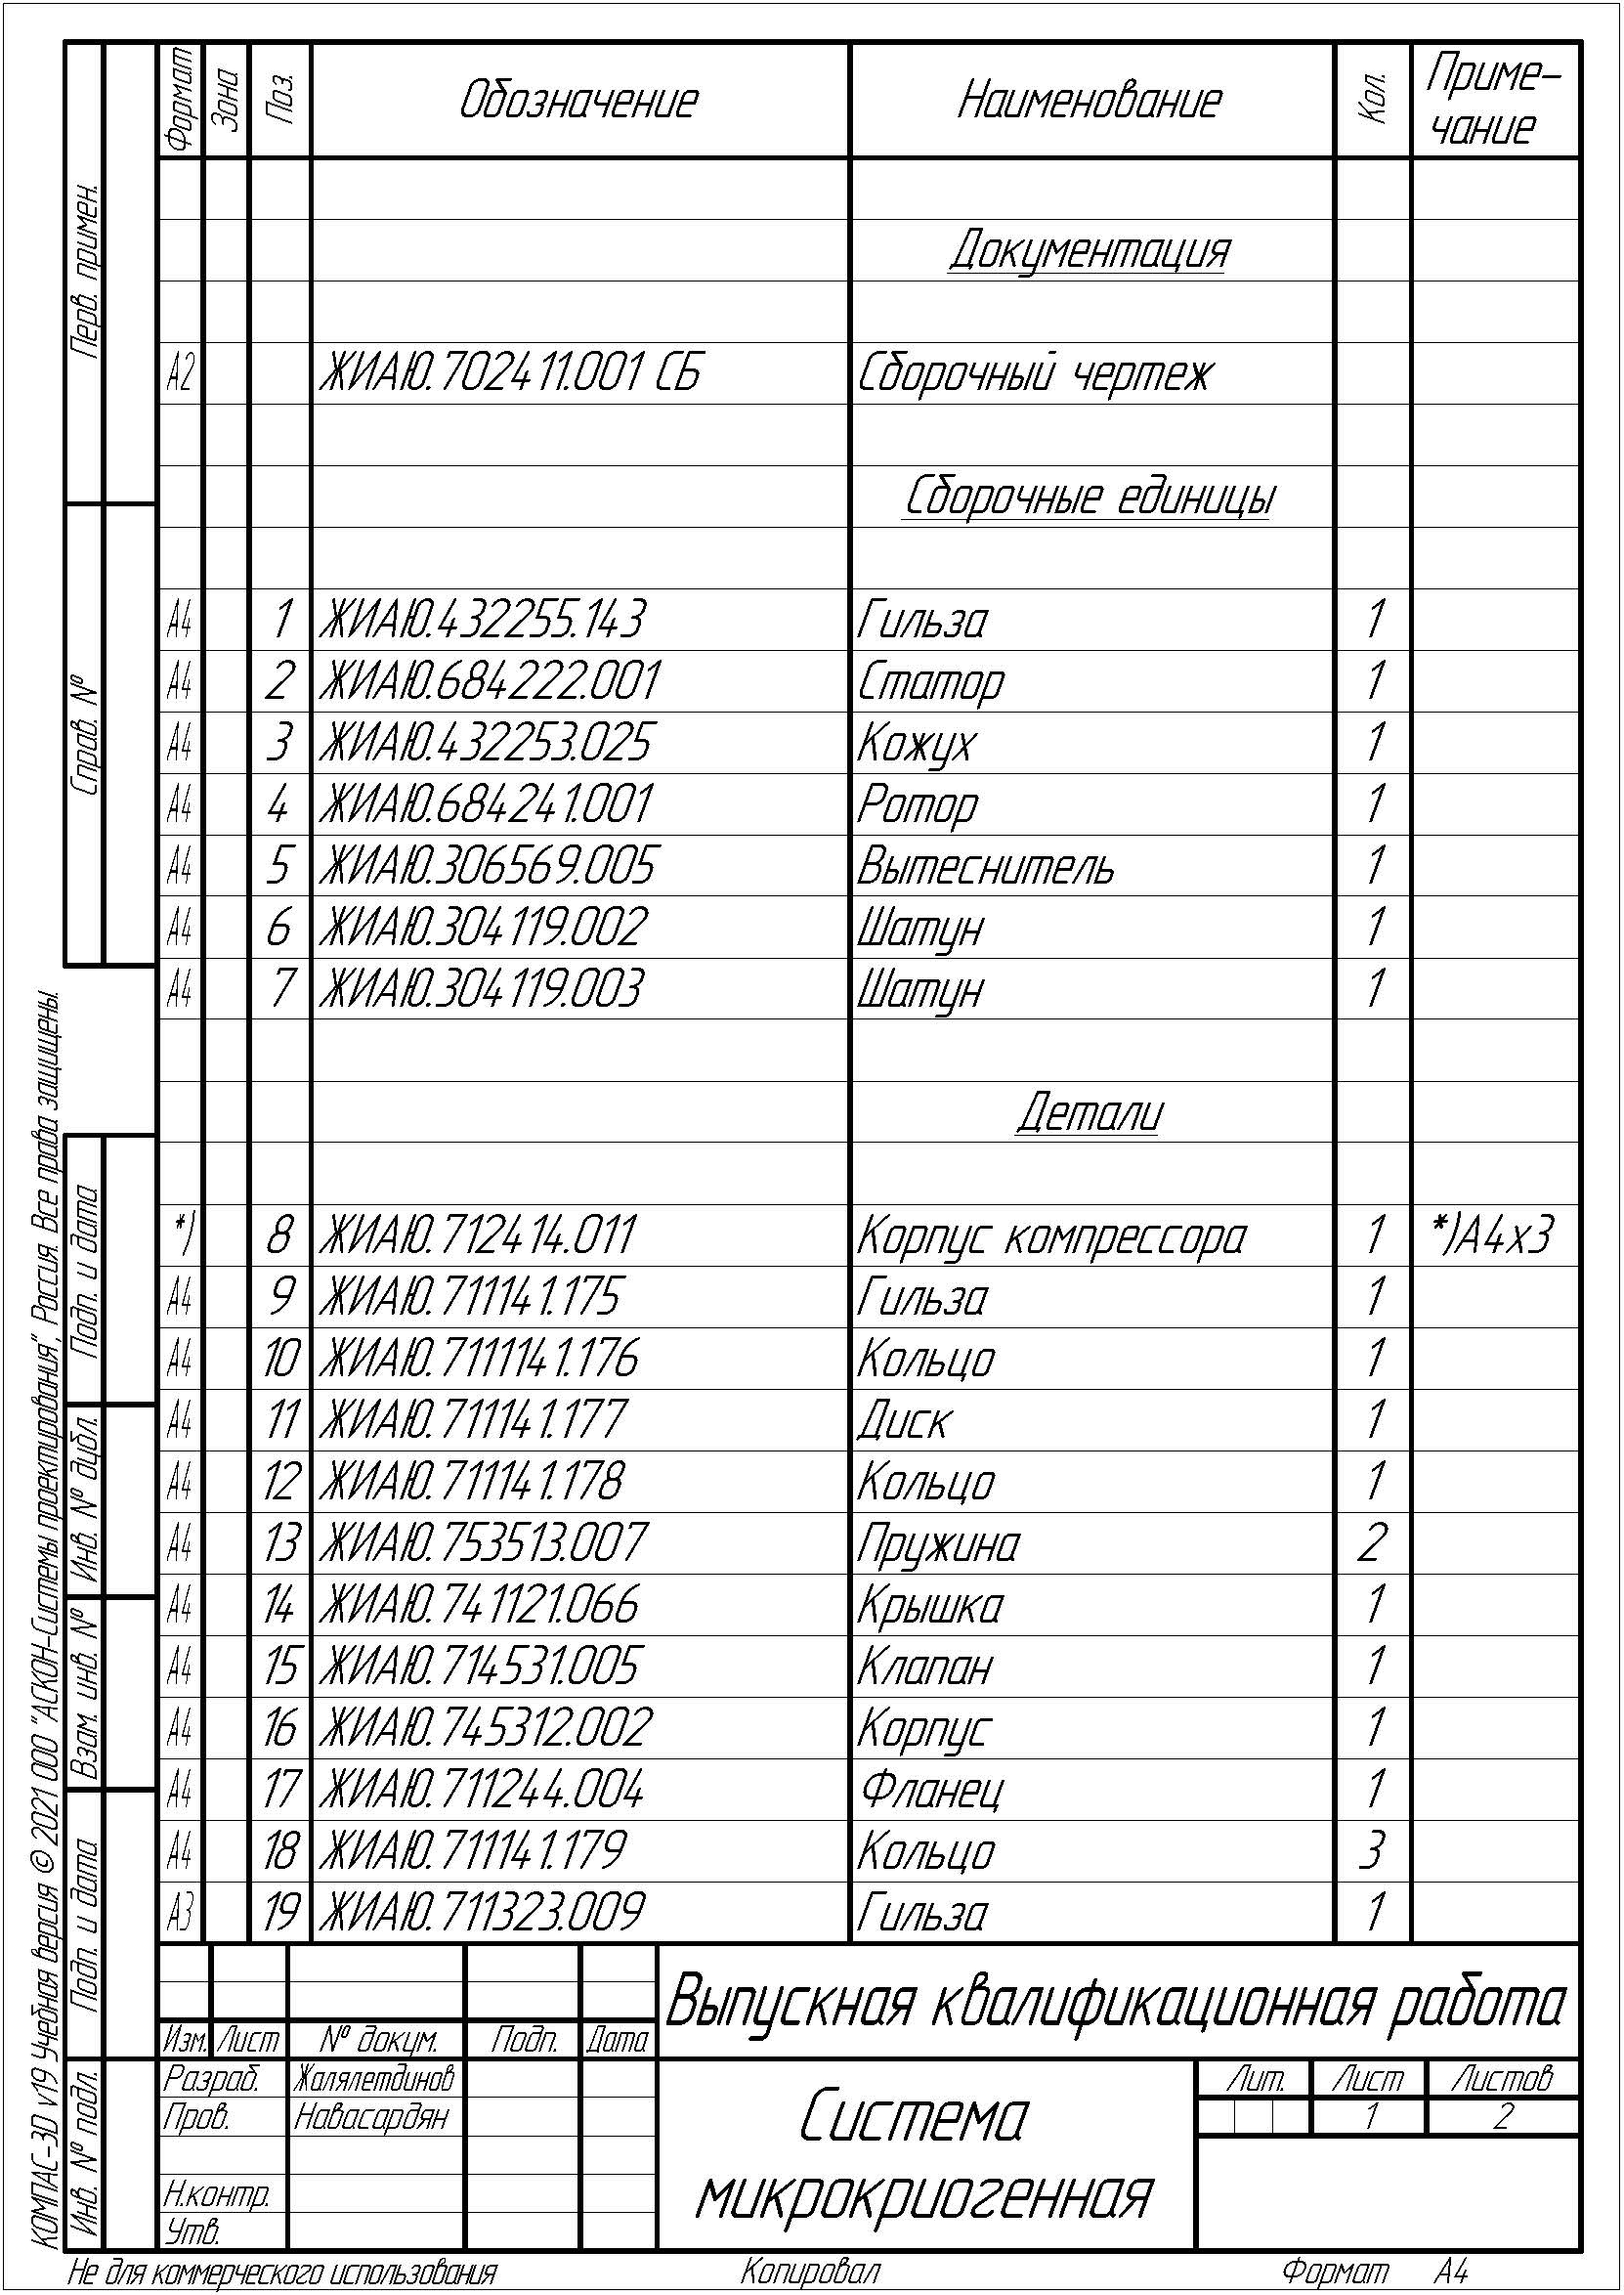 Формат Зона Поз. Обозначение Наименование Кол. Приме-
чание
Документация
А2 ЖИАЮ.702411.001 СБ Сборочный чертеж
Сборочные единицы
А4 1 ЖИАЮ.432255.143 Гильза 1
А4 2 ЖИАЮ.684222.001 Статор 1
А4 3 ЖИАЮ.432253.025 Кожух 1
А4 4 ЖИАЮ.684241.001 Ротор 1
А4 5 ЖИАЮ.306569.005 Вытеснитель 1
А4 6 ЖИАЮ.304119.002 Шатун 1
А4 7 ЖИАЮ.304119.003 Шатун 1
Детали
*) 8 ЖИАЮ.712414.011 Корпус компрессора 1 *)А4х3
А4 9 ЖИАЮ.711141.175 Гильза 1
А4 10 ЖИАЮ.7111141.176 Кольцо 1
А4 11 ЖИАЮ.711141.177 Диск 1
А4 12 ЖИАЮ.711141.178 Кольцо 1
А4 13 ЖИАЮ.753513.007 Пружина 2
А4 14 ЖИАЮ.741121.066 Крышка 1
А4 15 ЖИАЮ.714531.005 Клапан 1
А4 16 ЖИАЮ.745312.002 Корпус 1
А4 17 ЖИАЮ.711244.004 Фланец 1
А4 18 ЖИАЮ.711141.179 Кольцо 3
А3 19 ЖИАЮ.711323.009 Гильза 1
Перв. примен.
Справ. №
Подп. и дата
Инв. № дубл.
Взам. инв. №
Подп. и дата
Инв. № подл.
КОМПАС-3D v19 Учебная версия © 2021 ООО "АСКОН-Системы проектирования", Россия. Все права защищены.
Выпускная квалификационная работа
Изм. Лист № докум. Подп. Дата
Разраб. Жалялетдинов
Пров. Навасардян
Н.контр.
Утв.
Система
микрокриогенная
Лит. Лист Листов
1 2
Не для коммерческого использования Копировал Формат А4